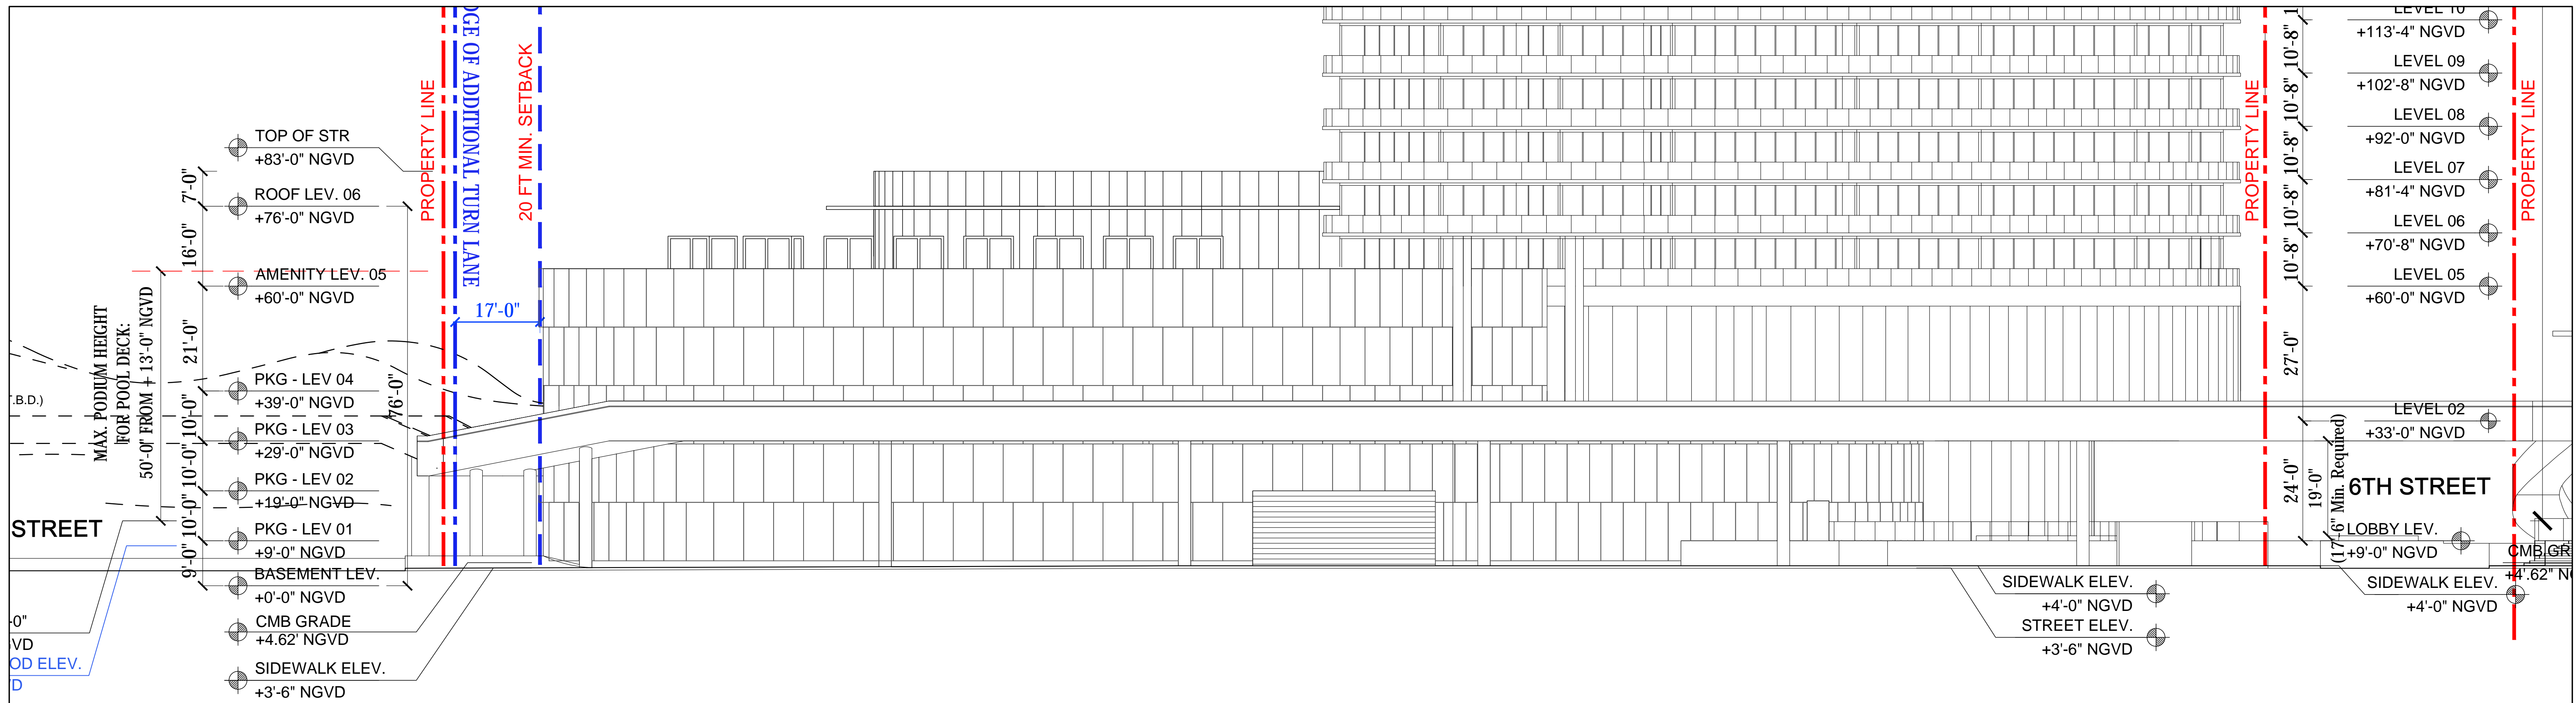 TOP OF STR
+83'-0" NGVD
ROOF LEV. 06
+76'-0" NGVD
AMENITY LEV. 05
+60'-0" NGVD
PKG - LEV 04
+39'-0" NGVD
PKG - LEV 03
+29'-0" NGVD
PKG - LEV 02
+19'-0" NGVD
PKG - LEV 01
+9'-0" NGVD
BASEMENT LEV.
+0'-0" NGVD
CMB GRADE
+4.62' NGVD
SIDEWALK ELEV.
+3'-6" NGVD
7'-0"
16'-0"
21'-0"
10'-0"
10'-0"
10'-0"
9'-0"
76'-0"
MAX. PODIUM HEIGHT
FOR POOL DECK:
50'-0" FROM + 13'-0" NGVD
T.B.D.)
STREET
-0"
VD
OD ELEV.
VD
PROPERTY LINE
OGE OF ADDITIONAL TURN LANE
20 FT MIN. SETBACK
17'-0"
PROPERTY LINE
10'-8"
10'-8"
10'-8"
10'-8"
10'-8"
27'-0"
24'-0"
19'-0"
(17'-6" Min. Required)
LEVEL 10
+113'-4" NGVD
LEVEL 09
+102'-8" NGVD
LEVEL 08
+92'-0" NGVD
LEVEL 07
+81'-4" NGVD
LEVEL 06
+70'-8" NGVD
LEVEL 05
+60'-0" NGVD
LEVEL 02
+33'-0" NGVD
6TH STREET
LOBBY LEV.
+9'-0" NGVD
PROPERTY LINE
CMB GR
+4'.62" N
SIDEWALK ELEV.
+4'-0" NGVD
SIDEWALK ELEV.
+4'-0" NGVD
STREET ELEV.
+3'-6" NGVD